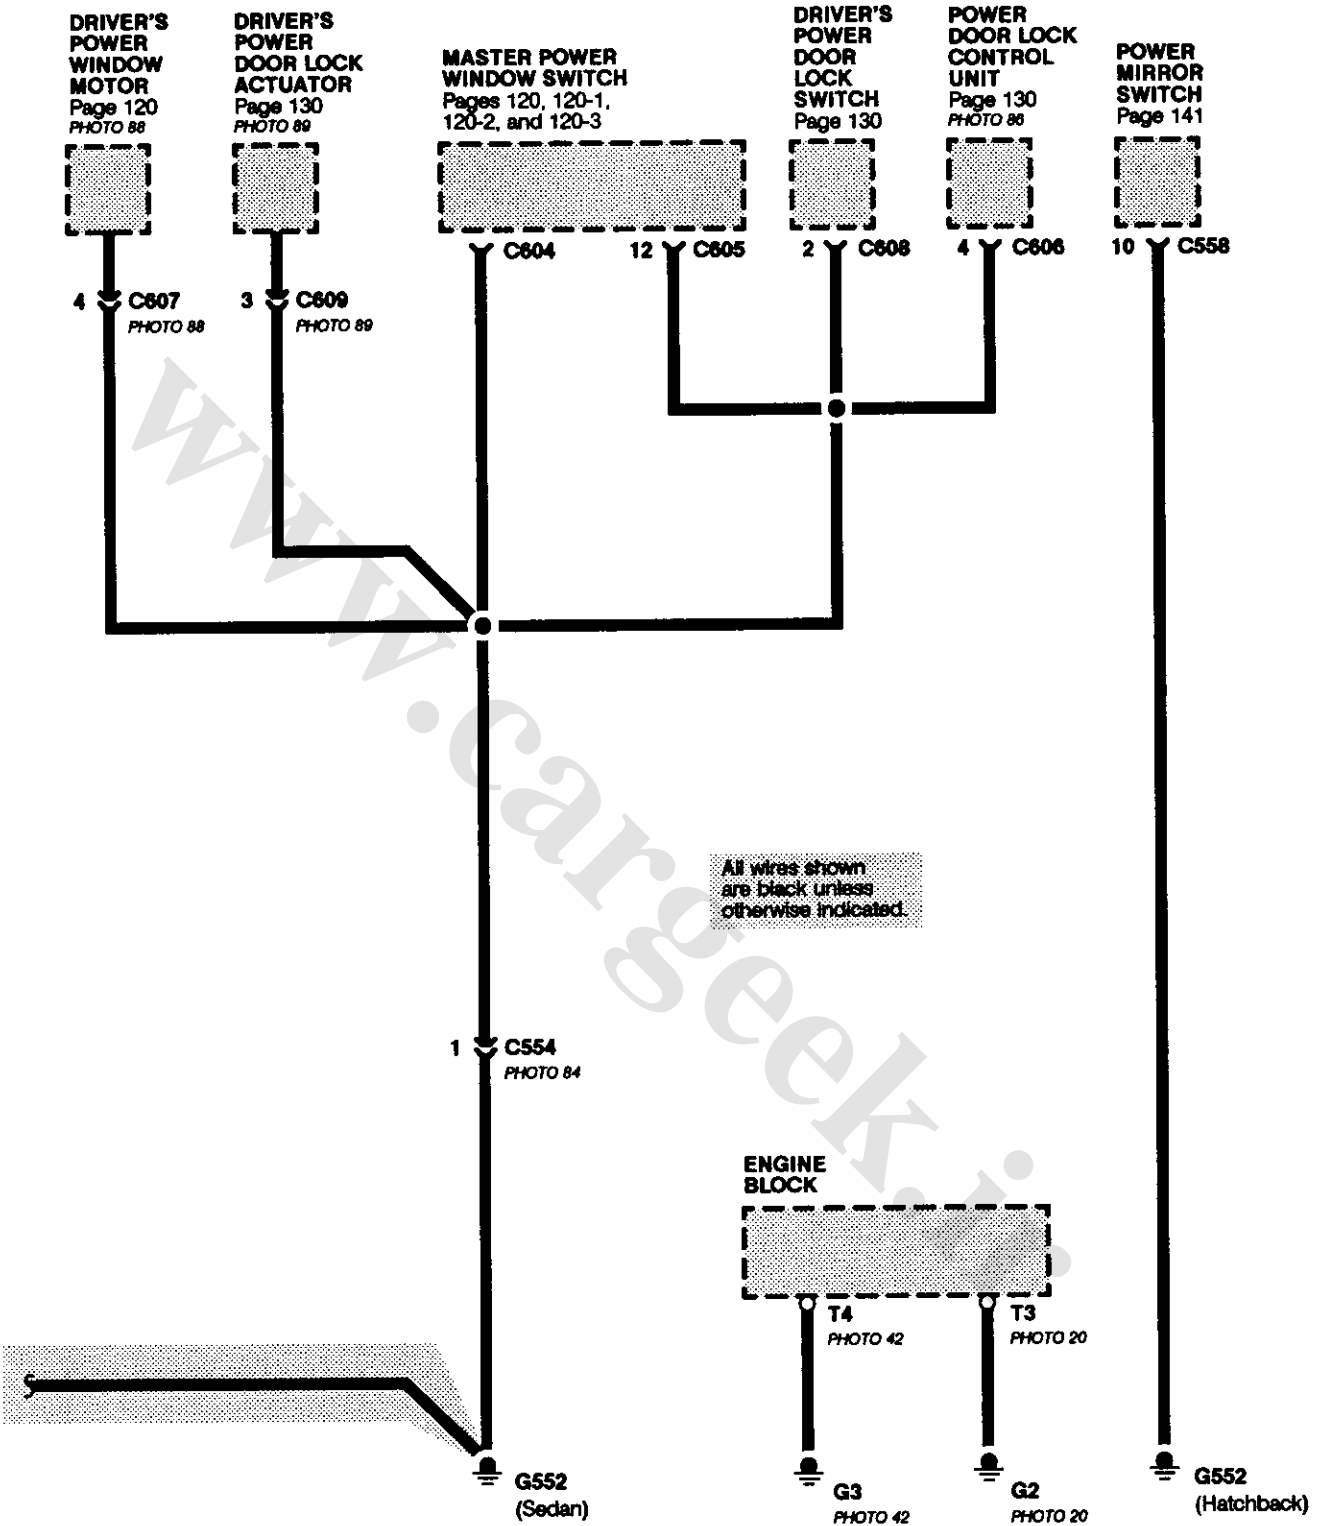 DRIVER'S
POWER
WINDOW
MOTOR
Page 120
PHOTO 88
DRIVER'S
POWER
DOOR LOCK
ACTUATOR
Page 130
PHOTO 89
MASTER POWER
WINDOW SWITCH
Pages 120, 120-1,
120-2, and 120-3
DRIVER'S
POWER
DOOR
LOCK
SWITCH
Page 130
POWER
DOOR LOCK
CONTROL
UNIT
Page 130
PHOTO 86
POWER
MIRROR
SWITCH
Page 141
C604
12 C605
2 C608
4 C606
10 C558
4 C607
PHOTO 88
3 C609
PHOTO 89
All wires shown
are black unless
otherwise indicated.
1 C554
PHOTO 84
ENGINE
BLOCK
T4
PHOTO 42
T3
PHOTO 20
G552
(Sedan)
G3
PHOTO 42
G2
PHOTO 20
G552
(Hatchback)
www.cargeek.ir